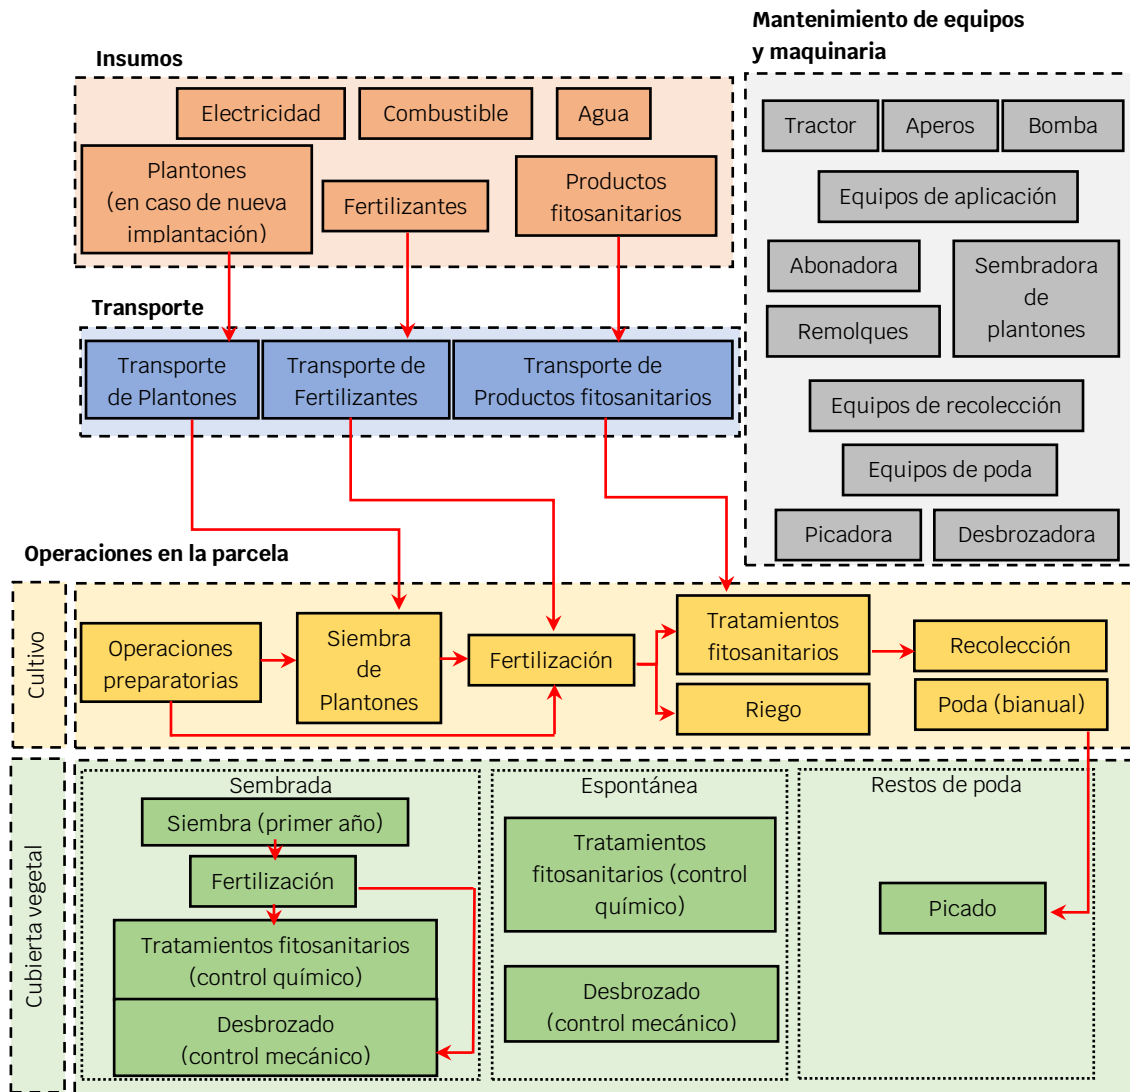 Insumos
Electricidad
Combustible
Agua
Plantones
(en caso de nueva
implantación)
Fertilizantes
Productos
fitosanitarios
Mantenimiento de equipos
y maquinaria
Tractor
Aperos
Bomba
Equipos de aplicación
Abonadora
Sembradora
de
plantones
Remolques
Equipos de recolección
Equipos de poda
Picadora
Desbrozadora
Transporte
Transporte
de Plantones
Transporte de
Fertilizantes
Transporte de
Productos fitosanitarios
Operaciones en la parcela
Cultivo
Operaciones
preparatorias
Siembra
de
Plantones
Fertilización
Tratamientos
fitosanitarios
Riego
Recolección
Poda (bianual)
Cubierta vegetal
Sembrada
Siembra (primer año)
Fertilización
Tratamientos fitosanitarios
(control químico)
Desbrozado
(control mecánico)
Espontánea
Tratamientos
fitosanitarios (control
químico)
Desbrozado
(control mecánico)
Restos de poda
Picado